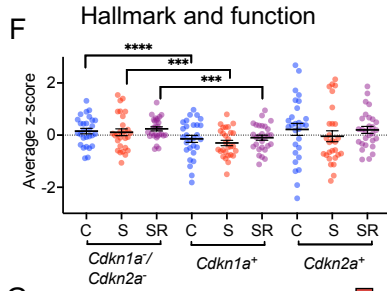 F
Hallmark and function
****
***
***
Average z-score
2
0
-2
C S SR C S SR C S SR
Cdkn1a⁻/ Cdkn1a⁺ Cdkn2a⁺
Cdkn2a⁻